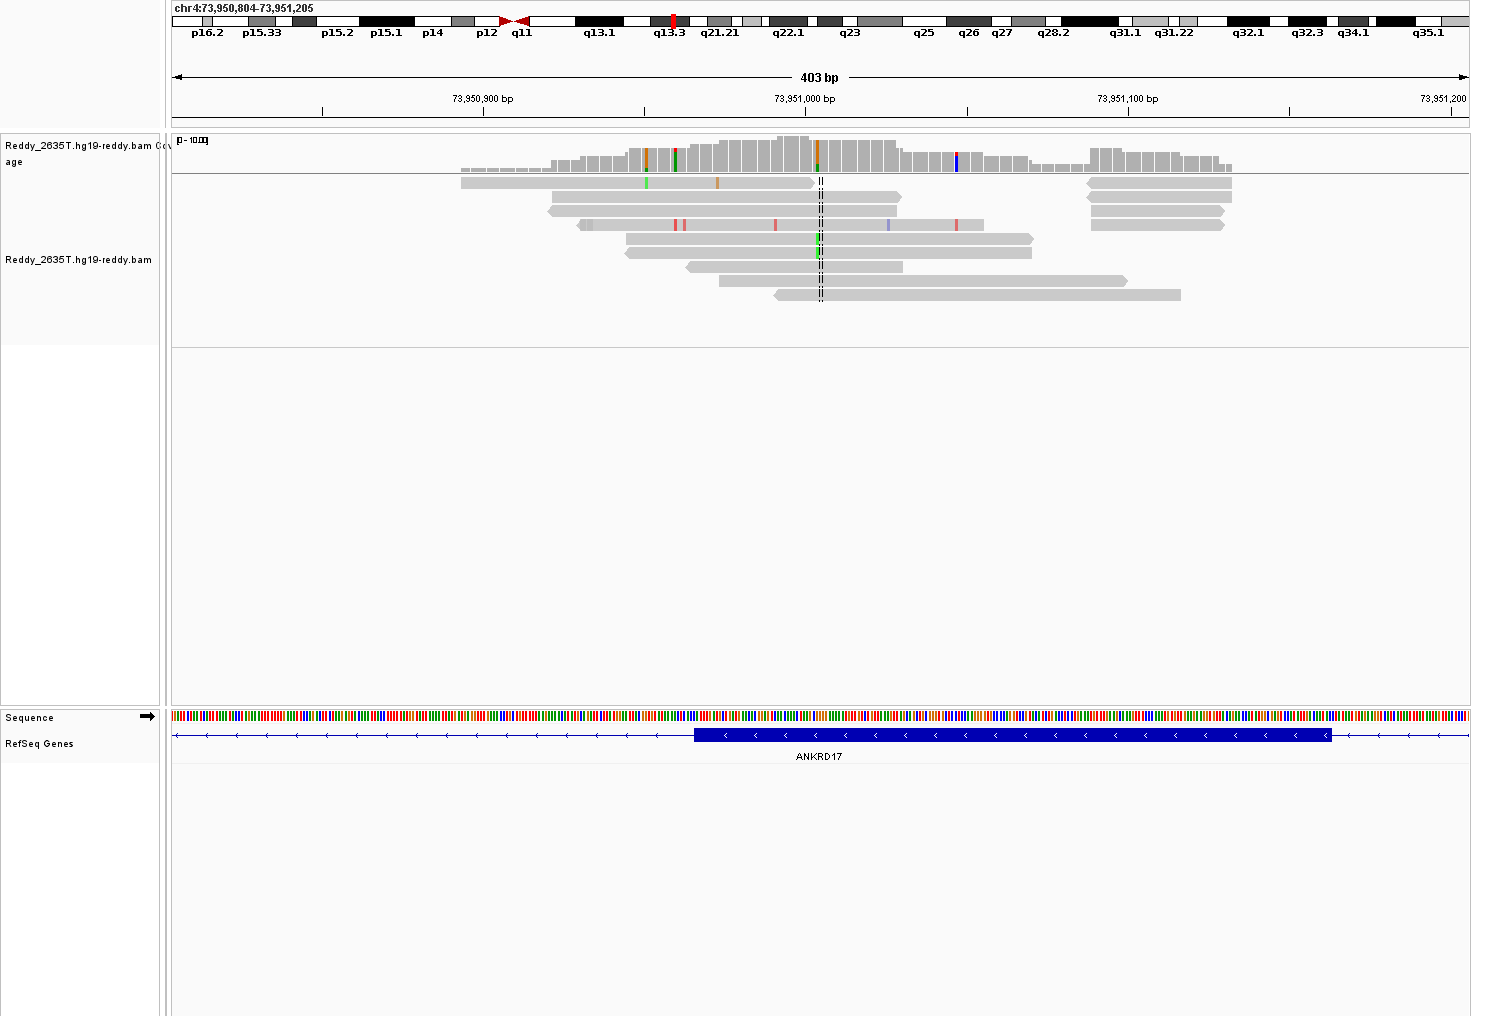 chr4:73,950,804-73,951,205
p16.2 p15.33 p15.2 p15.1 p14 p12 q11 q13.1 q13.3 q21.21 q22.1 q23 q25 q26 q27 q28.2 q31.1 q31.22 q32.1 q32.3 q34.1 q35.1
403 bp
73,950,900 bp 73,951,000 bp 73,951,100 bp 73,951,200
Reddy_2635T.hg19-reddy.bam Cov
age
[0 - 10.00]
Reddy_2635T.hg19-reddy.bam
Sequence
RefSeq Genes
ANKRD17